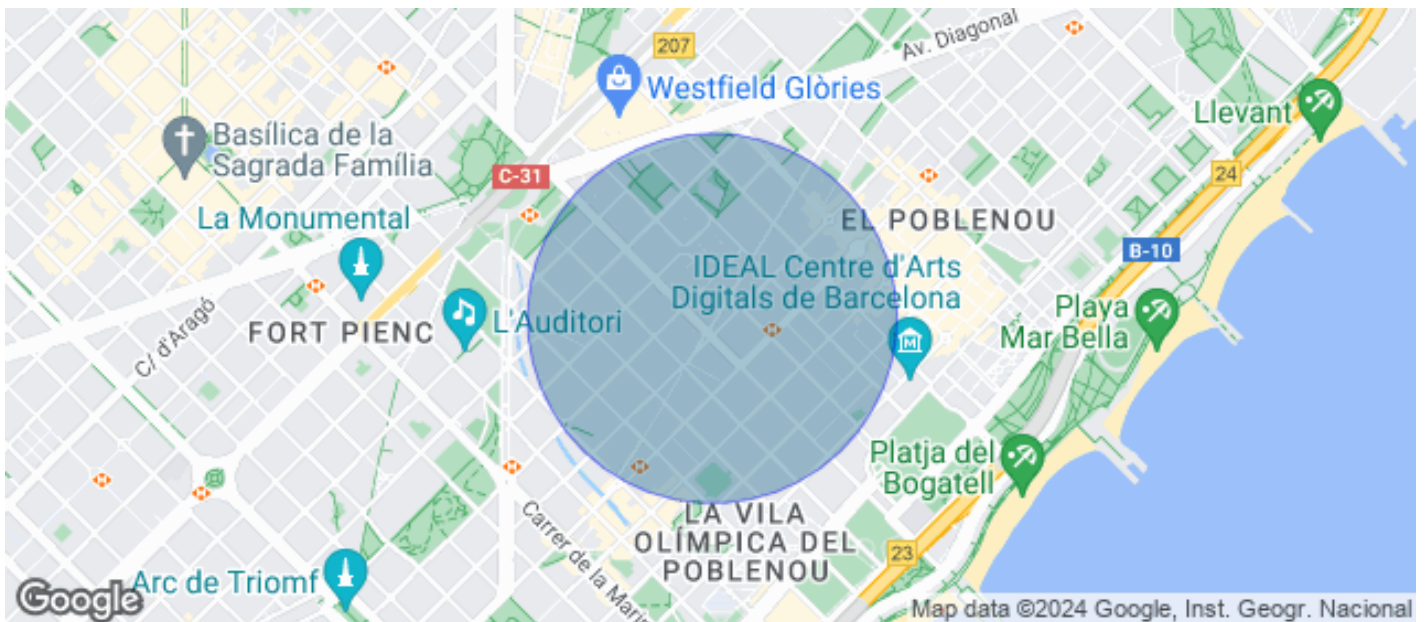 Av. Diagonal
207
Westfield Glòries
Llevant
Basílica de la
Sagrada Família
C-31
24
La Monumental
EL POBLENOU
B-10
IDEAL Centre d'Arts
Digitals de Barcelona
Playa
Mar Bella
C/ d'Aragó
FORT PIENC
L'Auditori
M
Platja del
Bogatell
LA VILA
OLÍMPICA DEL
POBLENOU
Carrer de la Marina
23
Arc de Triomf
Google
Map data ©2024 Google, Inst. Geogr. Nacional